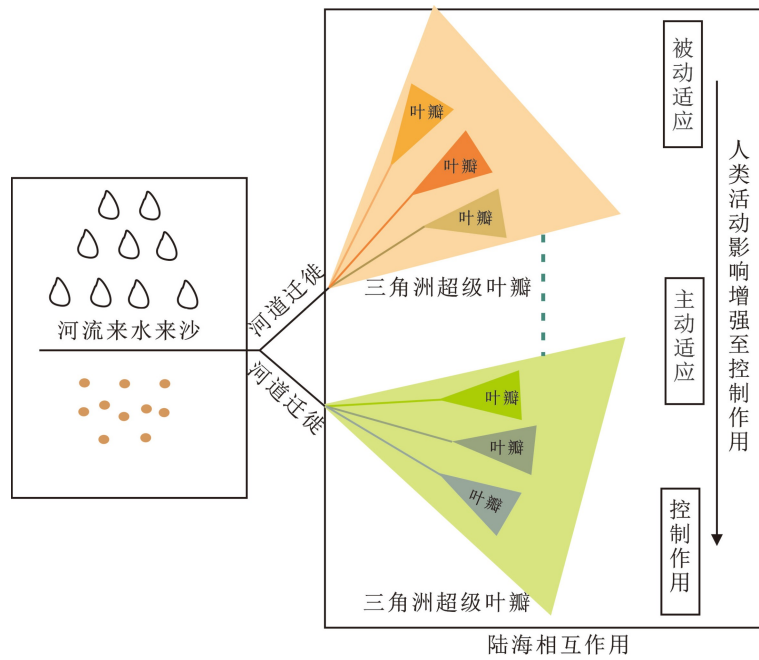 河流来水来沙
河道迁徙
河道迁徙
叶瓣
叶瓣
叶瓣
三角洲超级叶瓣
叶瓣
叶瓣
叶瓣
三角洲超级叶瓣
被动适应
主动适应
控制作用
人类活动影响增强至控制作用
陆海相互作用